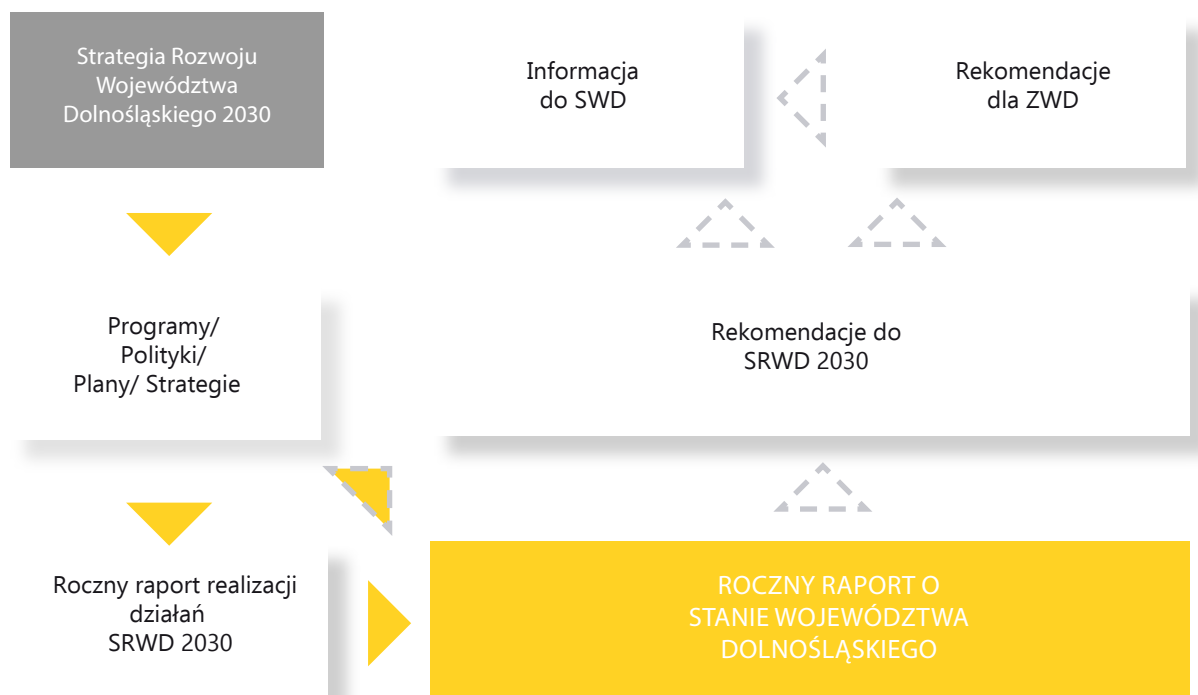 Strategia Rozwoju
Województwa
Dolnośląskiego 2030
Informacja
do SWD
Rekomendacje
dla ZWD
Programy/
Polityki/
Plany/ Strategie
Rekomendacje do
SRWD 2030
Roczny raport realizacji
działań
SRWD 2030
ROCZNY RAPORT O
STANIE WOJEWÓDZTWA
DOLNOŚLĄSKIEGO